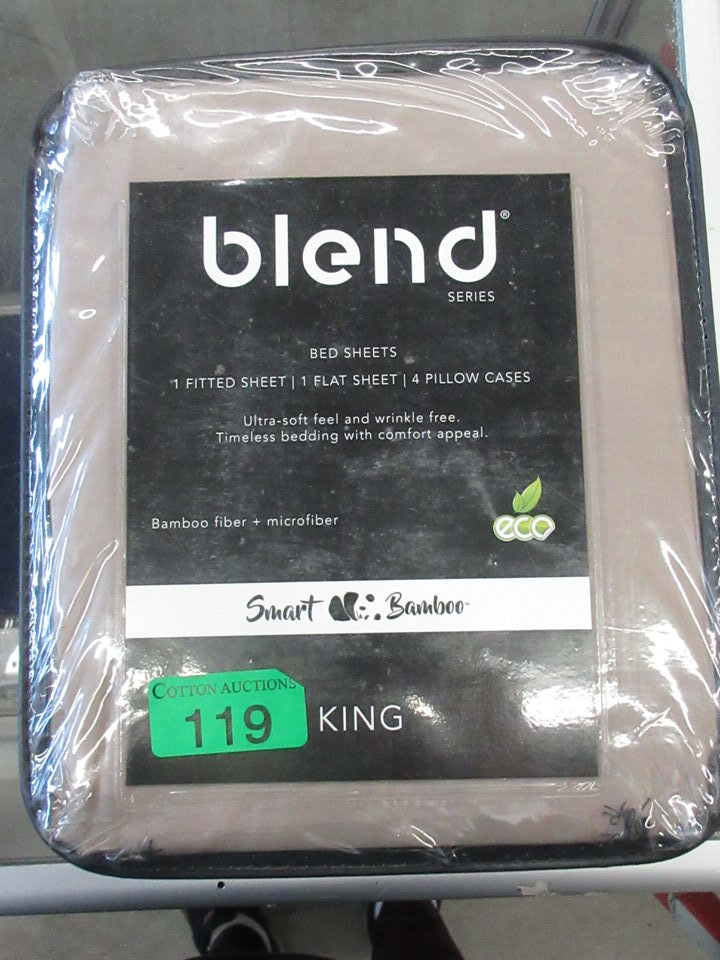 blend®
SERIES
BED SHEETS
1 FITTED SHEET | 1 FLAT SHEET | 4 PILLOW CASES
Ultra-soft feel and wrinkle free.
Timeless bedding with comfort appeal.
Bamboo fiber + microfiber
eco
Smart Bamboo™
COTTON AUCTIONS
119
KING